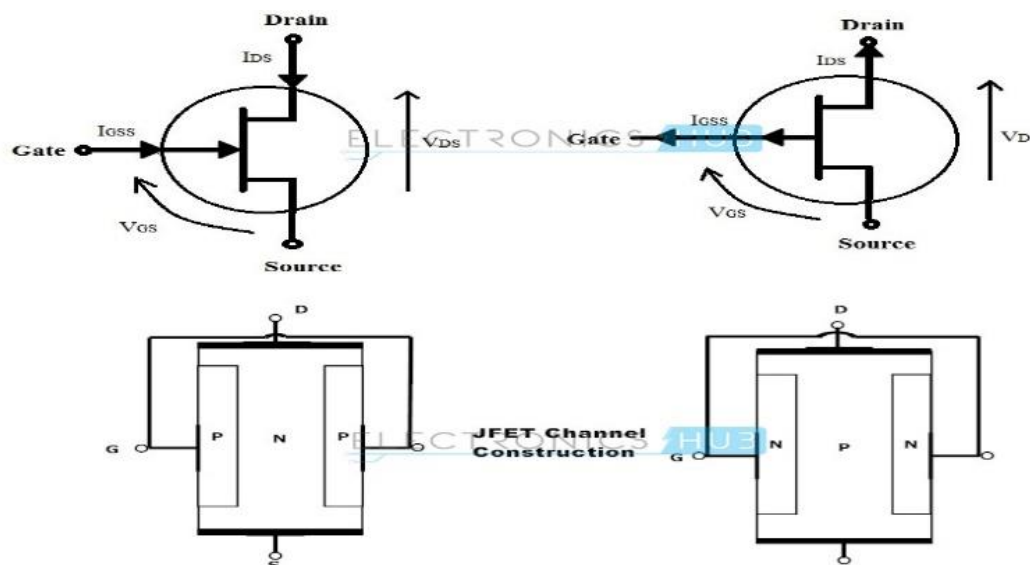 Drain
IDS
IGSS
Gate
VDS
VGS
Source
Drain
IDS
IGSS
Gate
VD
VGS
Source
ELECTRONICS HUB
D
P N P
G
D
N P N
G
JFET Channel
Construction
ELECTRONICS HUB